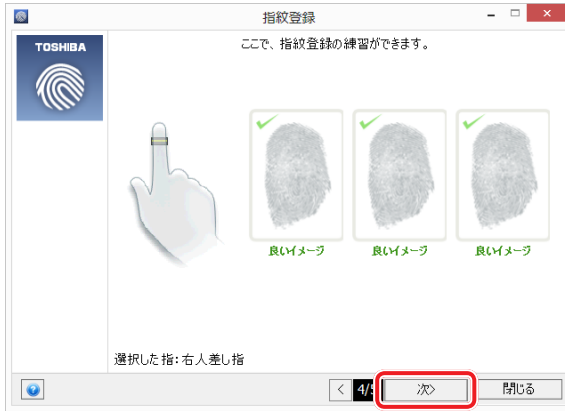 指紋登録
TOSHIBA
ここで、指紋登録の練習ができます。
良いイメージ
良いイメージ
良いイメージ
選択した指:右人差し指
4/5
次>
閉じる